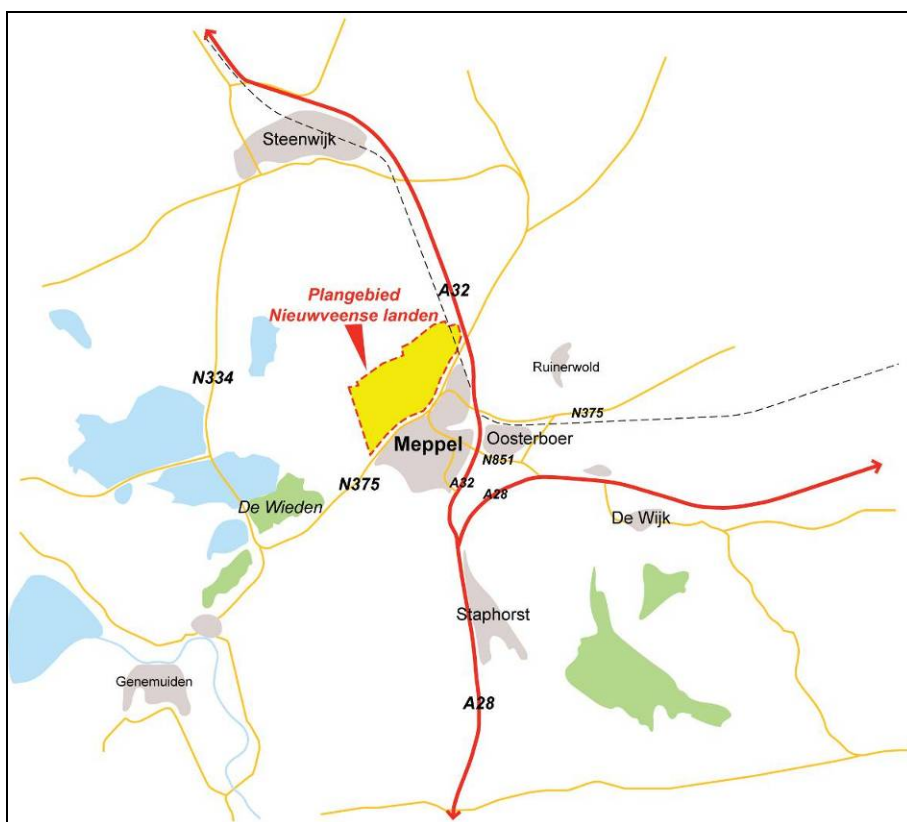 Steenwijk
A32
Plangebied
Nieuwveense landen
N334
Ruinerwold
N375
Meppel
Oosterboer
N851
N375
A32
A28
De Wieden
De Wijk
Staphorst
Genemuiden
A28